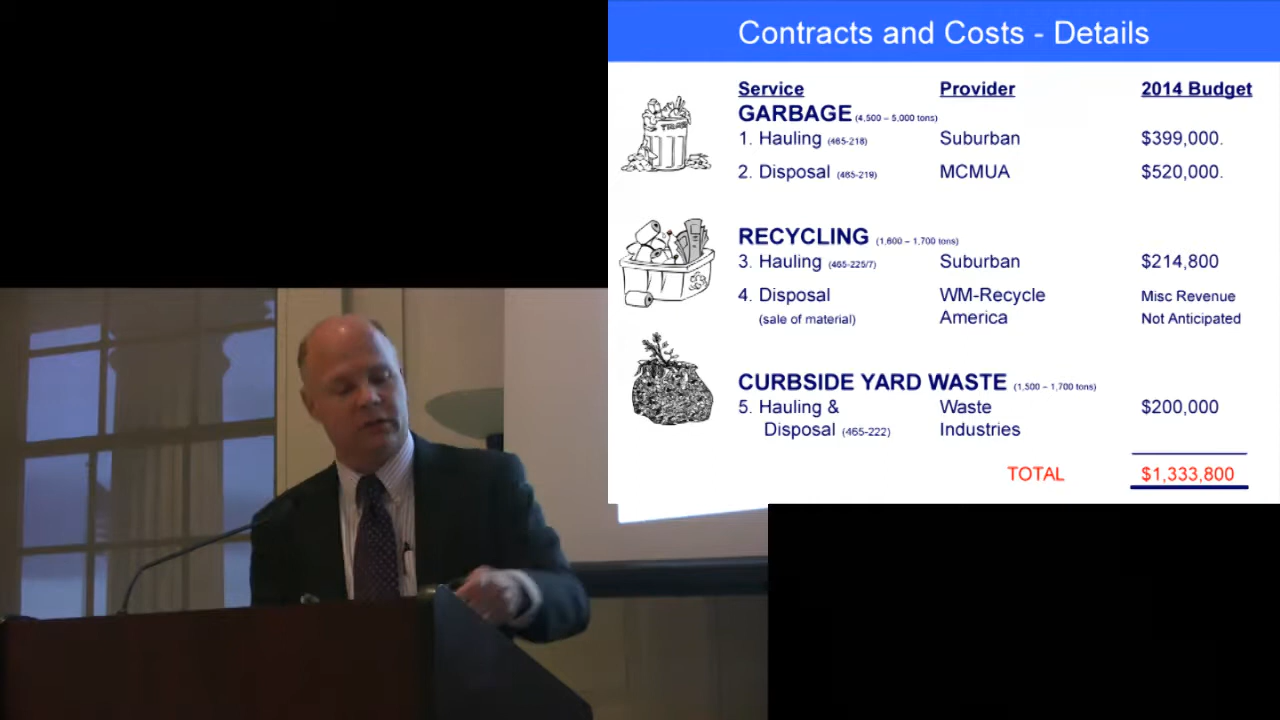 Contracts and Costs - Details
Service Provider 2014 Budget
GARBAGE (4,500 – 5,000 tons)
1. Hauling (465-218) Suburban $399,000.
2. Disposal (465-219) MCMUA $520,000.
RECYCLING (1,600 – 1,700 tons)
3. Hauling (465-225/7) Suburban $214,800
4. Disposal WM-Recycle Misc Revenue
(sale of material) America Not Anticipated
CURBSIDE YARD WASTE (1,500 – 1,700 tons)
5. Hauling & Waste $200,000
Disposal (465-222) Industries
TOTAL $1,333,800